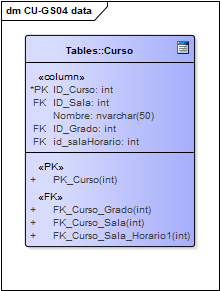 dm CU-GS04 data
Tables::Curso
«column»
*PK ID_Curso: int
FK ID_Sala: int
Nombre: nvarchar(50)
FK ID_Grado: int
FK id_salaHorario: int
«PK»
+ PK_Curso(int)
«FK»
+ FK_Curso_Grado(int)
+ FK_Curso_Sala(int)
+ FK_Curso_Sala_Horario1(int)